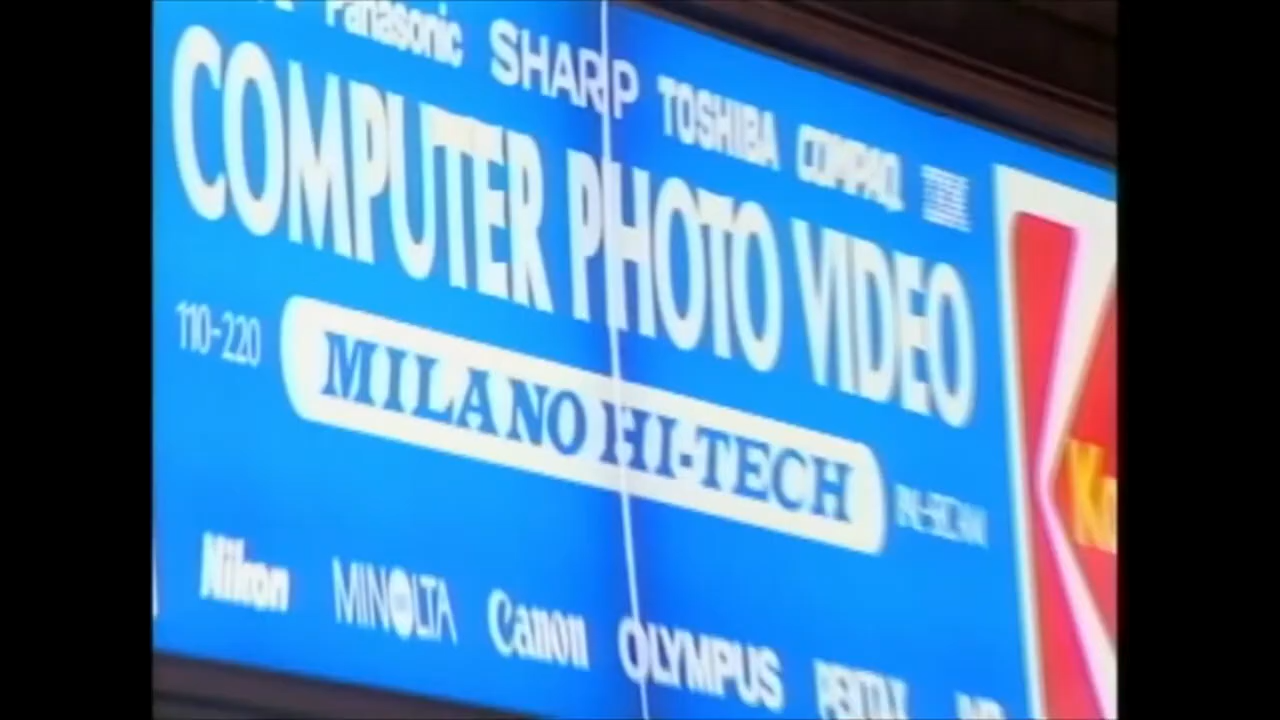 Panasonic SHARP TOSHIBA COMPAQ IBM
COMPUTER PHOTO VIDEO
110-220 MILANO HI-TECH
Nikon MINOLTA Canon OLYMPUS PENTAX